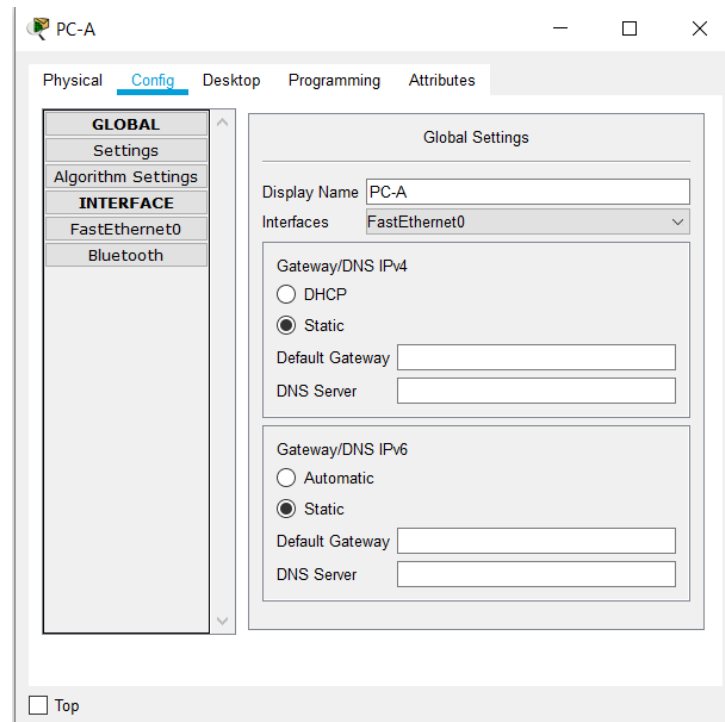 PC-A
Physical Config Desktop Programming Attributes
GLOBAL
Settings
Algorithm Settings
INTERFACE
FastEthernet0
Bluetooth
Global Settings
Display Name PC-A
Interfaces FastEthernet0
Gateway/DNS IPv4
DHCP
Static
Default Gateway
DNS Server
Gateway/DNS IPv6
Automatic
Static
Default Gateway
DNS Server
Top